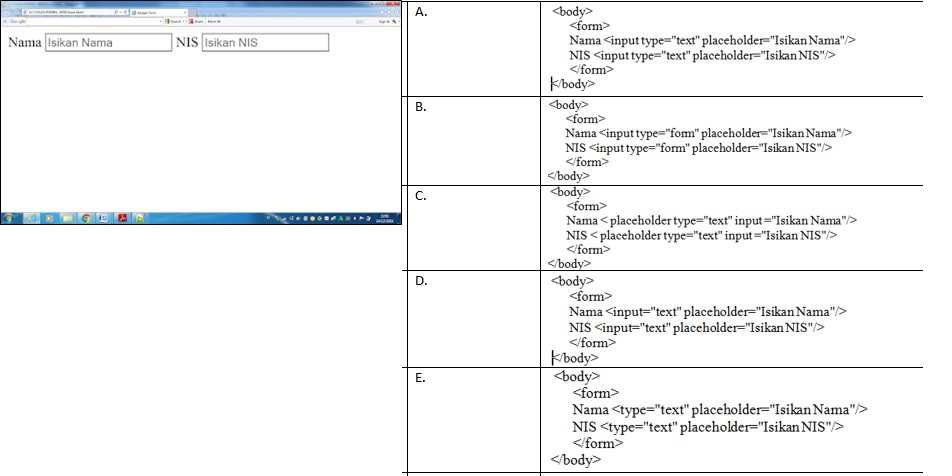 Google
Nama Isikan Nama NIS Isikan NIS
A.
<body>
<form>
Nama <input type="text" placeholder="Isikan Nama"/>
NIS <input type="text" placeholder="Isikan NIS"/>
</form>
</body>
B.
<body>
<form>
Nama <input type="form" placeholder="Isikan Nama"/>
NIS <input type="form" placeholder="Isikan NIS"/>
</form>
</body>
C.
<body>
<form>
Nama < placeholder type="text" input ="Isikan Nama"/>
NIS < placeholder type="text" input ="Isikan NIS"/>
</form>
</body>
D.
<body>
<form>
Nama <input="text" placeholder="Isikan Nama"/>
NIS <input="text" placeholder="Isikan NIS"/>
</form>
</body>
E.
<body>
<form>
Nama <type="text" placeholder="Isikan Nama"/>
NIS <type="text" placeholder="Isikan NIS"/>
</form>
</body>